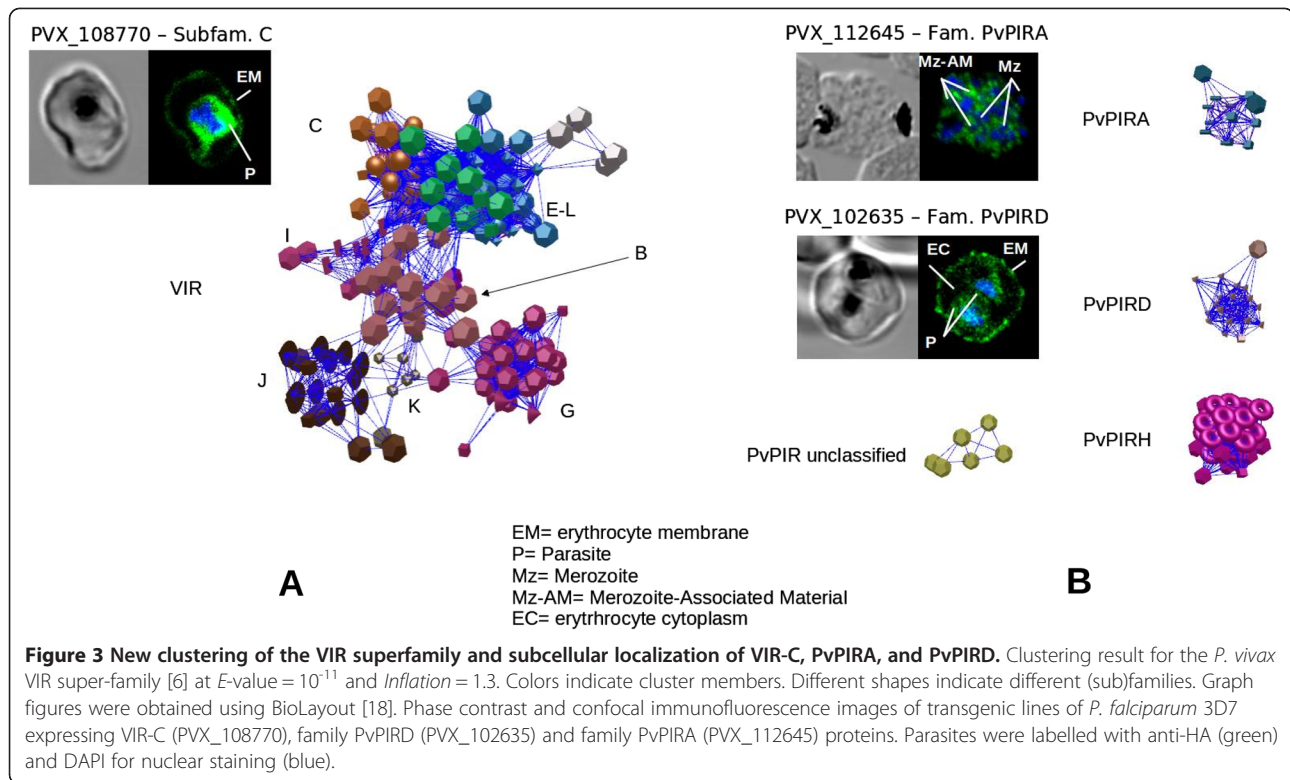 PVX_108770 – Subfam. C
EM
P
C
E-L
I
B
VIR
J
K
G
A
PVX_112645 – Fam. PvPIRA
Mz-AM
Mz
PvPIRA
PVX_102635 – Fam. PvPIRD
EC
EM
P
PvPIRD
PvPIR unclassified
PvPIRH
B
EM= erythrocyte membrane
P= Parasite
Mz= Merozoite
Mz-AM= Merozoite-Associated Material
EC= erytrhrocyte cytoplasm
Figure 3 New clustering of the VIR superfamily and subcellular localization of VIR-C, PvPIRA, and PvPIRD. Clustering result for the P. vivax
VIR super-family [6] at E-value = 10⁻¹¹ and Inflation = 1.3. Colors indicate cluster members. Different shapes indicate different (sub)families. Graph
figures were obtained using BioLayout [18]. Phase contrast and confocal immunofluorescence images of transgenic lines of P. falciparum 3D7
expressing VIR-C (PVX_108770), family PvPIRD (PVX_102635) and family PvPIRA (PVX_112645) proteins. Parasites were labelled with anti-HA (green)
and DAPI for nuclear staining (blue).